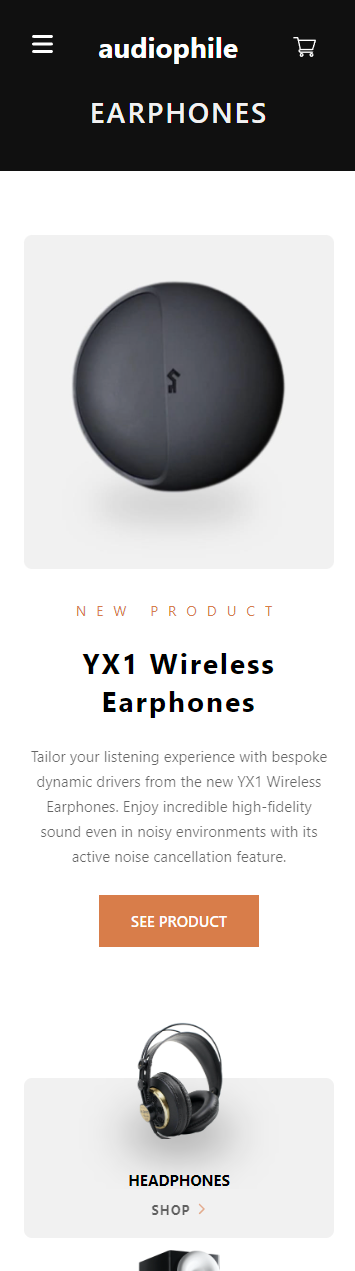 audiophile
EARPHONES
NEW PRODUCT
YX1 Wireless
Earphones
Tailor your listening experience with bespoke
dynamic drivers from the new YX1 Wireless
Earphones. Enjoy incredible high-fidelity
sound even in noisy environments with its
active noise cancellation feature.
SEE PRODUCT
HEADPHONES
SHOP